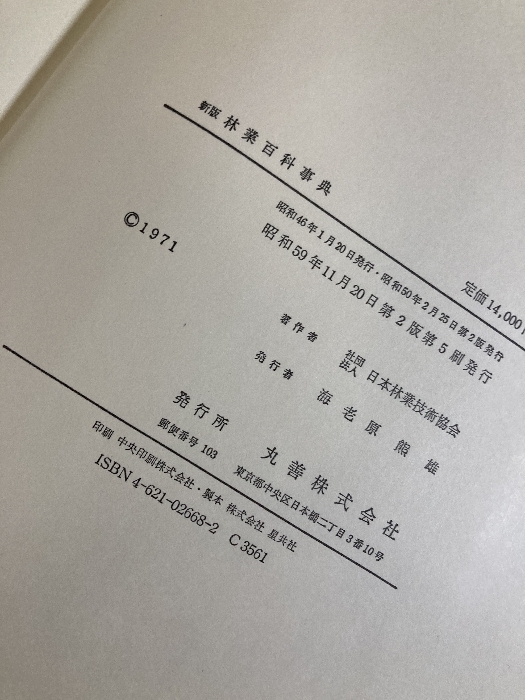 新版 林業百科事典
定価14,000
昭和46年1月20日発行・昭和50年2月25日第2版発行
昭和59年11月20日第2版第5刷発行
©1971
著作者 社団法人 日本林業技術協会
発行者 海老原熊雄
発行所 丸善株式会社
郵便番号 103 東京都中央区日本橋二丁目3番10号
印刷 中央印刷株式会社・製本 株式会社 星共社
ISBN 4-621-02668-2 C 3561